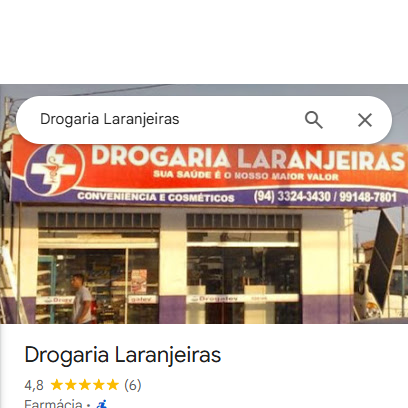 Drogaria Laranjeiras
DROGARIA LARANJEIRAS
SUA SAÚDE É O NOSSO MAIOR VALOR
CONVENIENCIA E COSMÉTICOS (94) 3324-3430 / 99148-7801
Drogaria Laranjeiras
4,8 (6)
Farmácia ·